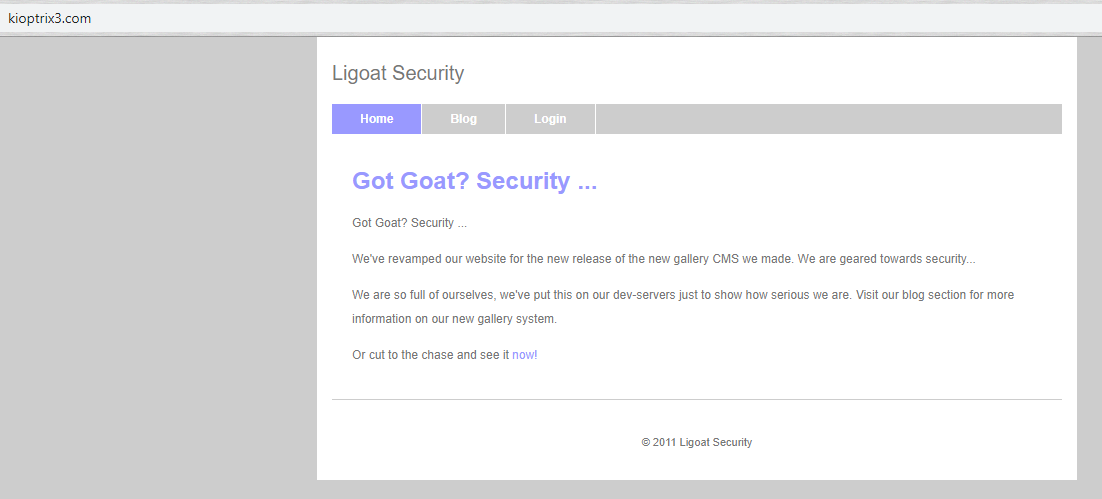 kioptrix3.com
Ligoat Security
Home Blog Login
Got Goat? Security ...
Got Goat? Security ...
We've revamped our website for the new release of the new gallery CMS we made. We are geared towards security...
We are so full of ourselves, we've put this on our dev-servers just to show how serious we are. Visit our blog section for more
information on our new gallery system.
Or cut to the chase and see it now!
© 2011 Ligoat Security